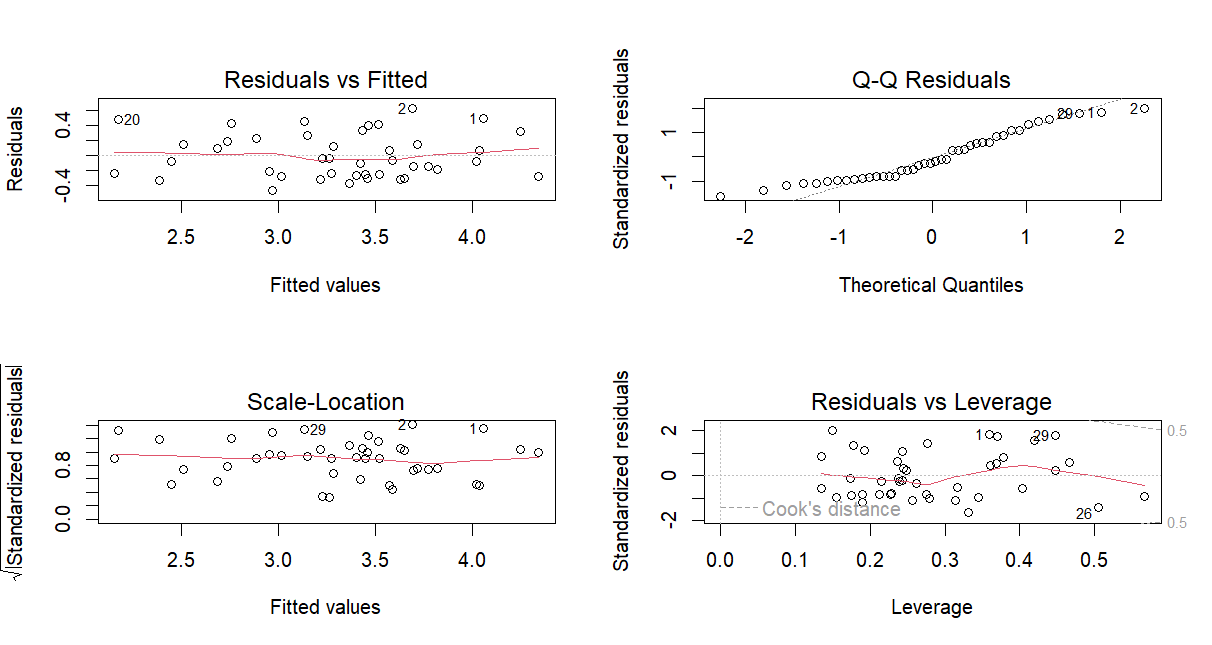 Residuals vs Fitted
Residuals
0.4
-0.4
20
2
1
2.5 3.0 3.5 4.0
Fitted values
Q-Q Residuals
Standardized residuals
1
-1
29 1 2
-2 -1 0 1 2
Theoretical Quantiles
Scale-Location
√|Standardized residuals|
0.8
0.0
29
2
1
2.5 3.0 3.5 4.0
Fitted values
Residuals vs Leverage
Standardized residuals
2
0
-2
1
29
0.5
Cook's distance
26
0.5
0.0 0.1 0.2 0.3 0.4 0.5
Leverage